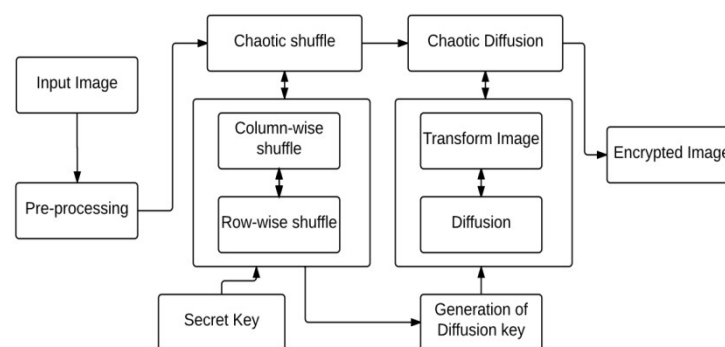 Chaotic shuffle
Chaotic Diffusion
Input Image
Column-wise
shuffle
Transform Image
Encrypted Image
Pre-processing
Row-wise shuffle
Diffusion
Secret Key
Generation of
Diffusion key